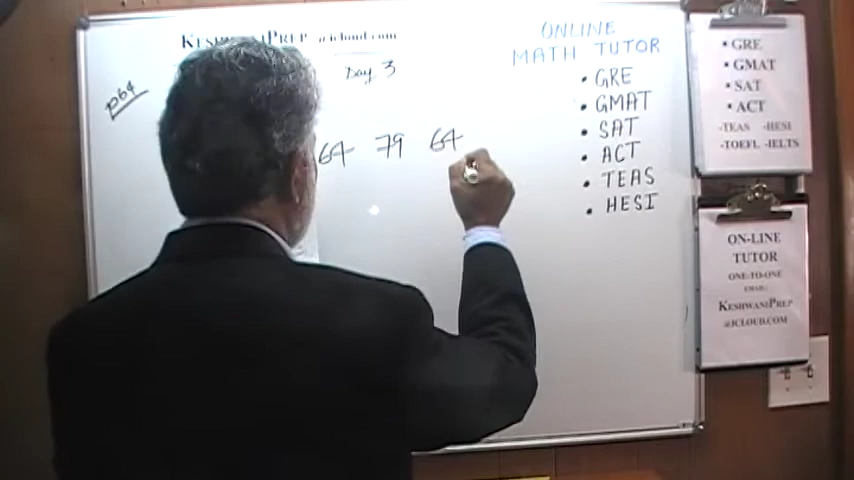 KeshwaniPrep @icloud.com
Day 3
p64
64 79 64
ONLINE
MATH TUTOR
• GRE
• GMAT
• SAT
• ACT
• TEAS
• HESI
• GRE
• GMAT
• SAT
• ACT
-TEAS -HESI
-TOEFL -IELTS
ON-LINE
TUTOR
ONE-TO-ONE
EMAIL:
KESHWANIPREP
@ICLOUD.COM